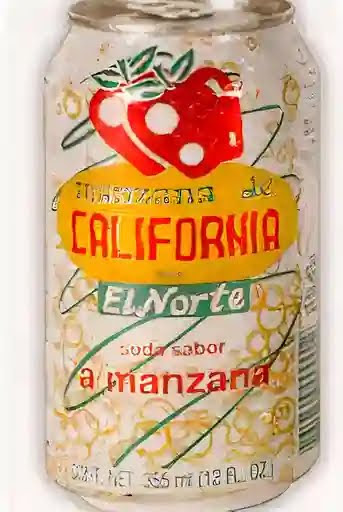 manzana de
CALIFORNIA
El Norte
soda sabor
a manzana
CONT. NET. 355 ml (12 FL. OZ.)